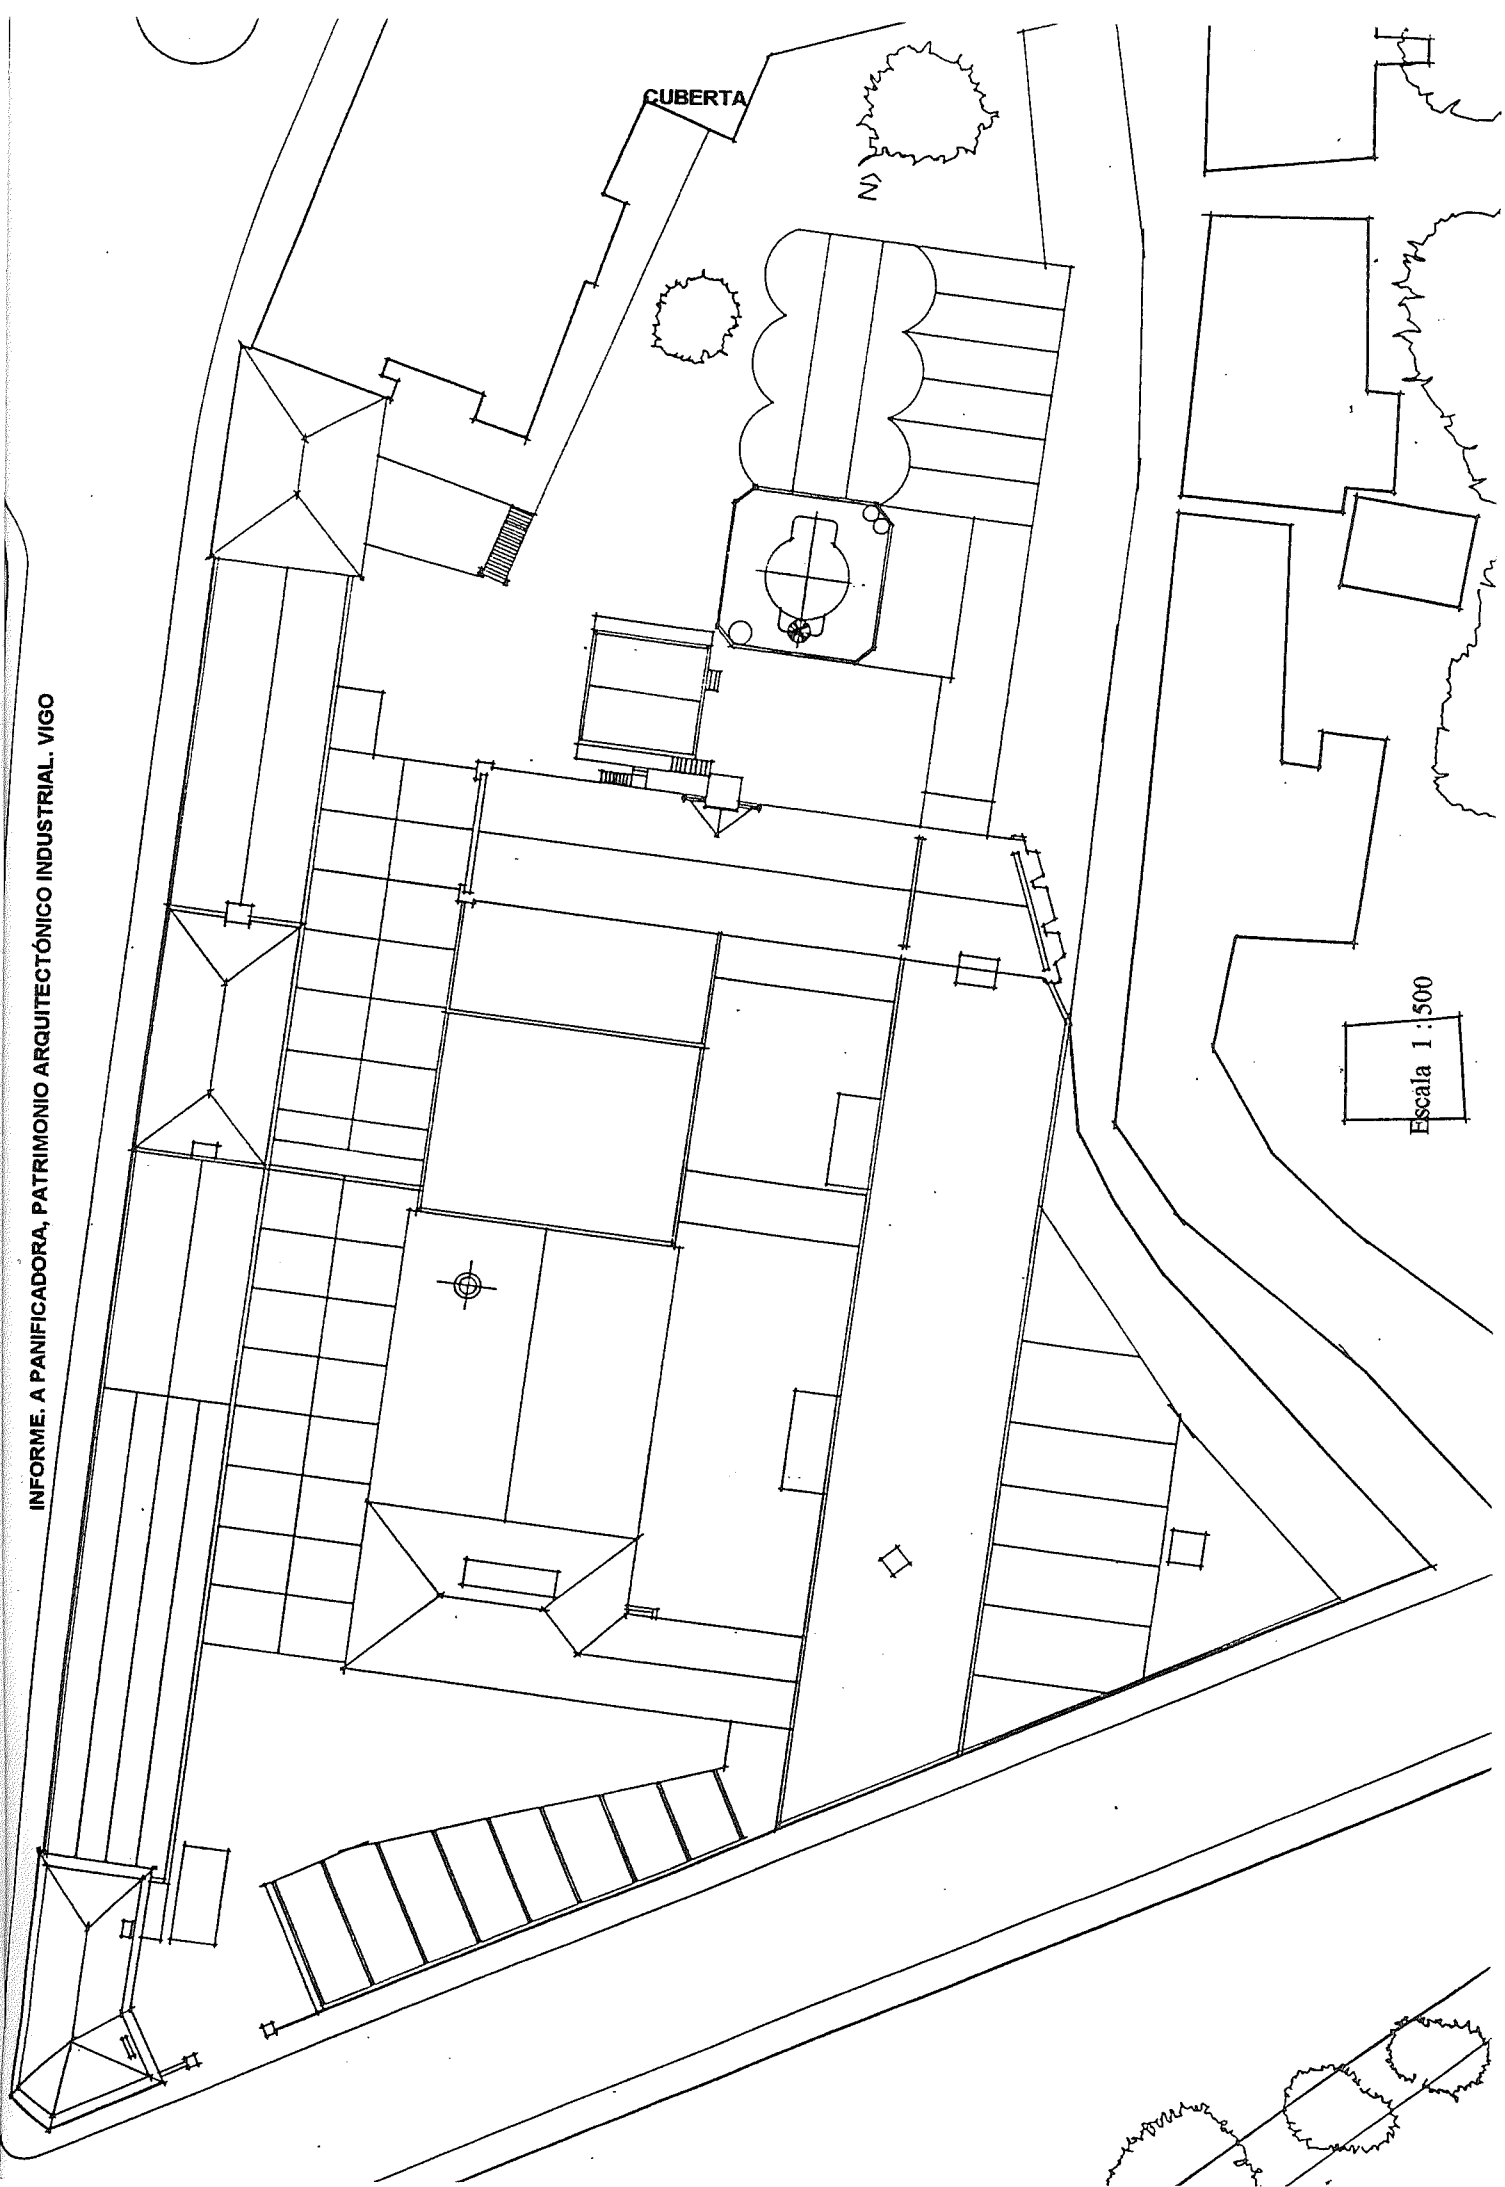 INFORME. A PANIFICADORA, PATRIMONIO ARQUITECTÓNICO INDUSTRIAL. VIGO
CUBERTA
N
Escala 1 : 500